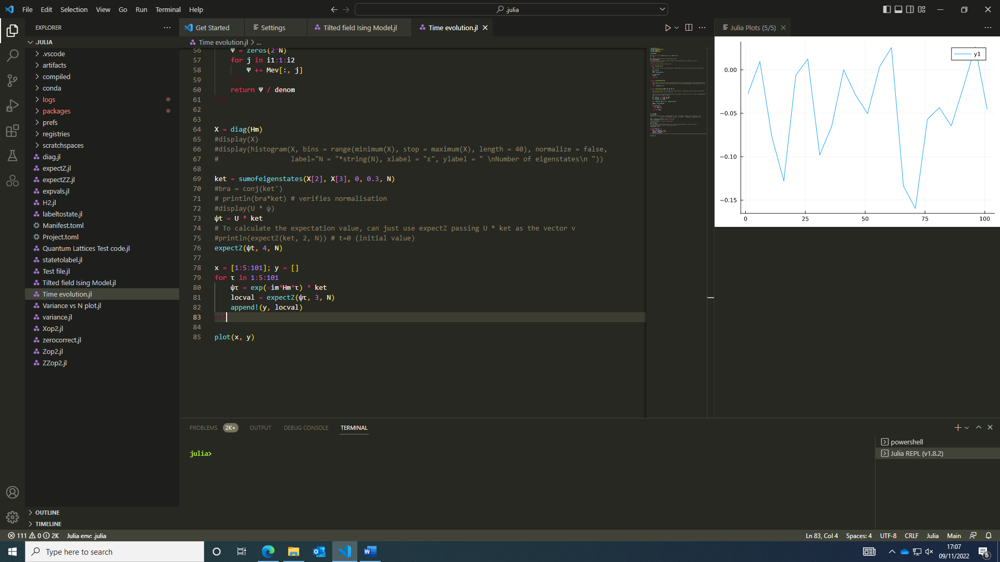 File Edit Selection View Go Run Terminal Help
.julia
EXPLORER
Get Started
Settings
Tilted field Ising Model.jl
Time evolution.jl
Julia Plots (5/5)
.JULIA
Time evolution.jl > ...
.vscode
artifacts
compiled
conda
logs
packages
prefs
registries
scratchspaces
diag.jl
expectZ.jl
expectZZ.jl
expvals.jl
H2.jl
labeltostate.jl
Manifest.toml
Project.toml
Quantum Lattices Test code.jl
statetolabel.jl
Test file.jl
Tilted field Ising Model.jl
Time evolution.jl
Variance vs N plot.jl
variance.jl
Xop2.jl
zerocorrect.jl
Zop2.jl
ZZop2.jl
OUTLINE
TIMELINE
56 Ψ = zeros(2^N)
57 for j in i1:1:i2
58 Ψ += Mev[:, j]
59 end
60 return Ψ / denom
61 end
62
63
64 X = diag(Hm)
65 #display(X)
66 #display(histogram(X, bins = range(minimum(X), stop = maximum(X), length = 40), normalize = false,
67 # label="N = "*string(N), xlabel = "ε", ylabel = " \nNumber of eigenstates\n "))
68
69 ket = sumofeigenstates(X[2], X[3], 0, 0.3, N)
70 #bra = conj(ket')
71 # println(bra*ket) # verifies normalisation
72 #display(U * ψ)
73 ψt = U * ket
74 # To calculate the expectation value, can just use expectZ passing U * ket as the vector v
75 #println(expectZ(ket, 2, N)) # t=0 (initial value)
76 expectZ(ψt, 4, N)
77
78 x = [1:5:101]; y = []
79 for τ in 1:5:101
80 ψτ = exp(-im*Hm*τ) * ket
81 locval = expectZ(ψτ, 3, N)
82 append!(y, locval)
83 end
84
85 plot(x, y)
y1
0.00
−0.05
−0.10
−0.15
0 25 50 75 100
PROBLEMS 2K+ OUTPUT DEBUG CONSOLE TERMINAL
julia>
powershell
Julia REPL (v1.8.2)
111 0 2K Julia env: .julia
Ln 83, Col 4 Spaces: 4 UTF-8 CRLF Julia Main
Type here to search
17:07
09/11/2022
6